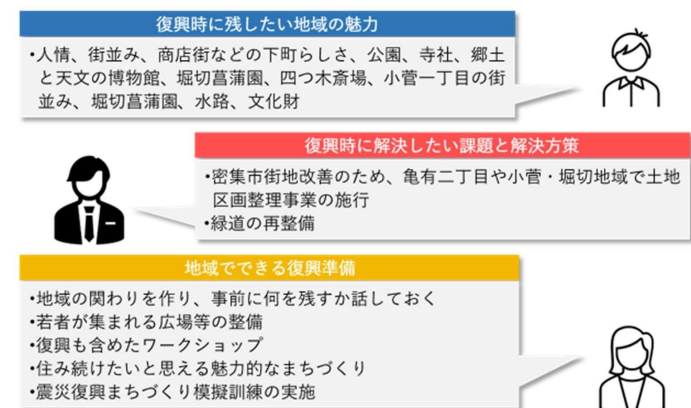 復興時に残したい地域の魅力
・人情、街並み、商店街などの下町らしさ、公園、寺社、郷土
と天文の博物館、堀切菖蒲園、四つ木斎場、小菅一丁目の街
並み、堀切菖蒲園、水路、文化財
復興時に解決したい課題と解決方策
・密集市街地改善のため、亀有二丁目や小菅・堀切地域で土地
区画整理事業の施行
・緑道の再整備
地域でできる復興準備
・地域の関わりを作り、事前に何を残すか話しておく
・若者が集まれる広場等の整備
・復興も含めたワークショップ
・住み続けたいと思える魅力的なまちづくり
・震災復興まちづくり模擬訓練の実施